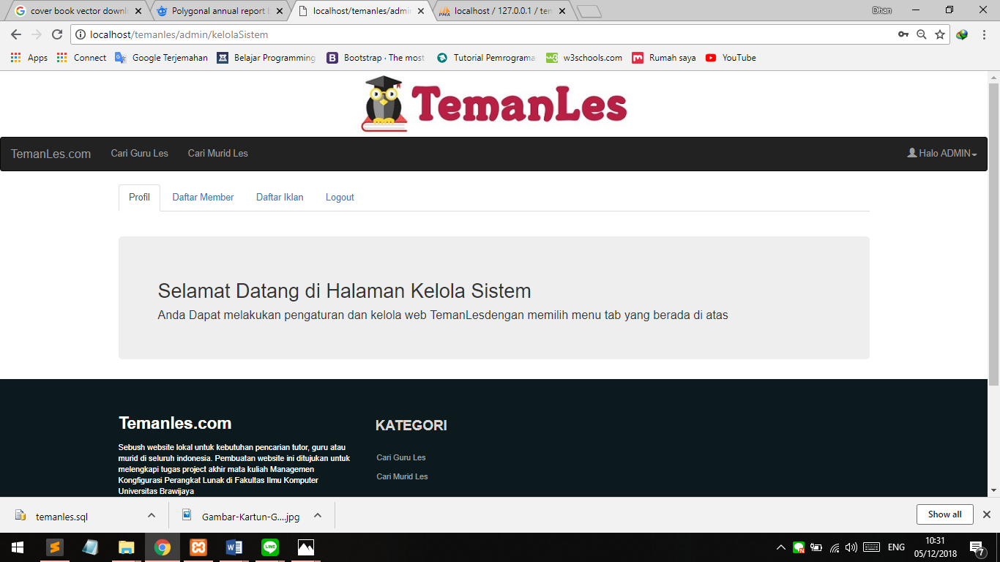 cover book vector downl
Polygonal annual report b
localhost/temanles/admin
localhost / 127.0.0.1 / tem
Dhan
localhost/temanles/admin/kelolaSistem
Apps
Connect
Google Terjemahan
Belajar Programming
Bootstrap · The most
Tutorial Pemrograma
w3schools.com
Rumah saya
YouTube
TemanLes
TemanLes.com
Cari Guru Les
Cari Murid Les
Halo ADMIN
Profil
Daftar Member
Daftar Iklan
Logout
Selamat Datang di Halaman Kelola Sistem
Anda Dapat melakukan pengaturan dan kelola web TemanLesdengan memilih menu tab yang berada di atas
Temanles.com
Sebush website lokal untuk kebutuhan pencarian tutor, guru atau
murid di seluruh indonesia. Pembuatan website ini ditujukan untuk
melengkapi tugas project akhir mata kuliah Managemen
Kongfigurasi Perangkat Lunak di Fakultas Ilmu Komputer
Universitas Brawijaya
KATEGORI
Cari Guru Les
Cari Murid Les
temanles.sql
Gambar-Kartun-G....jpg
Show all
ENG
10:31
05/12/2018
7